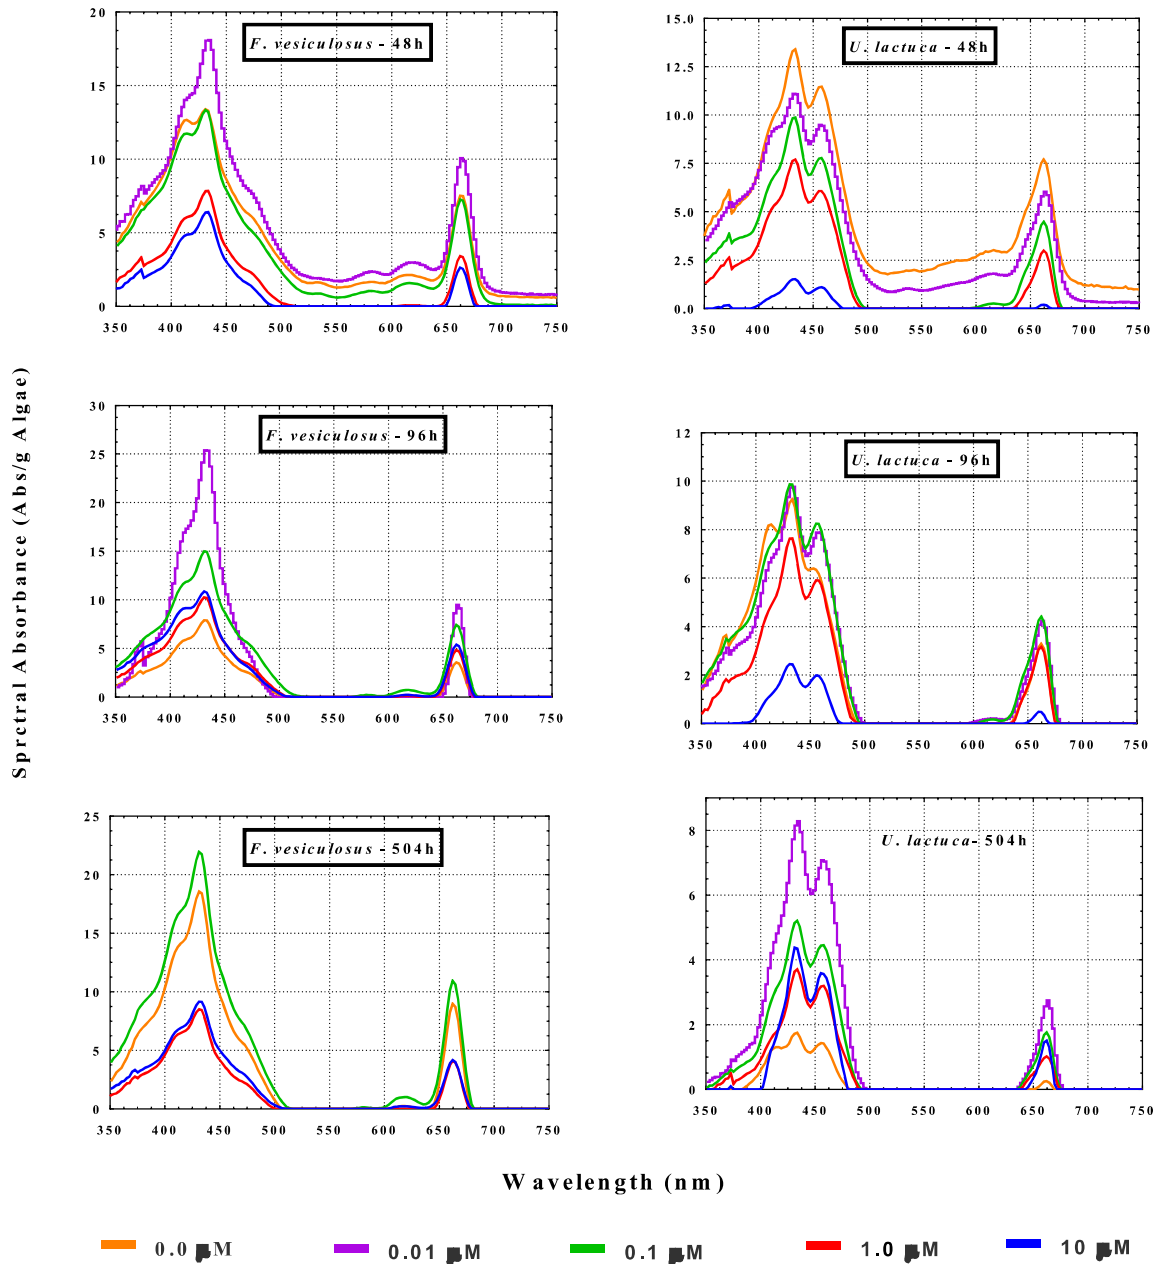 F. vesiculosus - 48h
20
15
10
5
0
350 400 450 500 550 600 650 700 750
U. lactuca - 48h
15.0
12.5
10.0
7.5
5.0
2.5
0.0
350 400 450 500 550 600 650 700 750
Sprctral Absorbance (Abs/g Algae)
F. vesiculosus - 96h
30
25
20
15
10
5
0
350 400 450 500 550 600 650 700 750
U. lactuca - 96h
12
10
8
6
4
2
0
350 400 450 500 550 600 650 700 750
F. vesiculosus - 504h
25
20
15
10
5
0
350 400 450 500 550 600 650 700 750
U. lactuca- 504h
8
6
4
2
0
350 400 450 500 550 600 650 700 750
Wavelength (nm)
0.0 µM 0.01 µM 0.1 µM 1.0 µM 10 µM